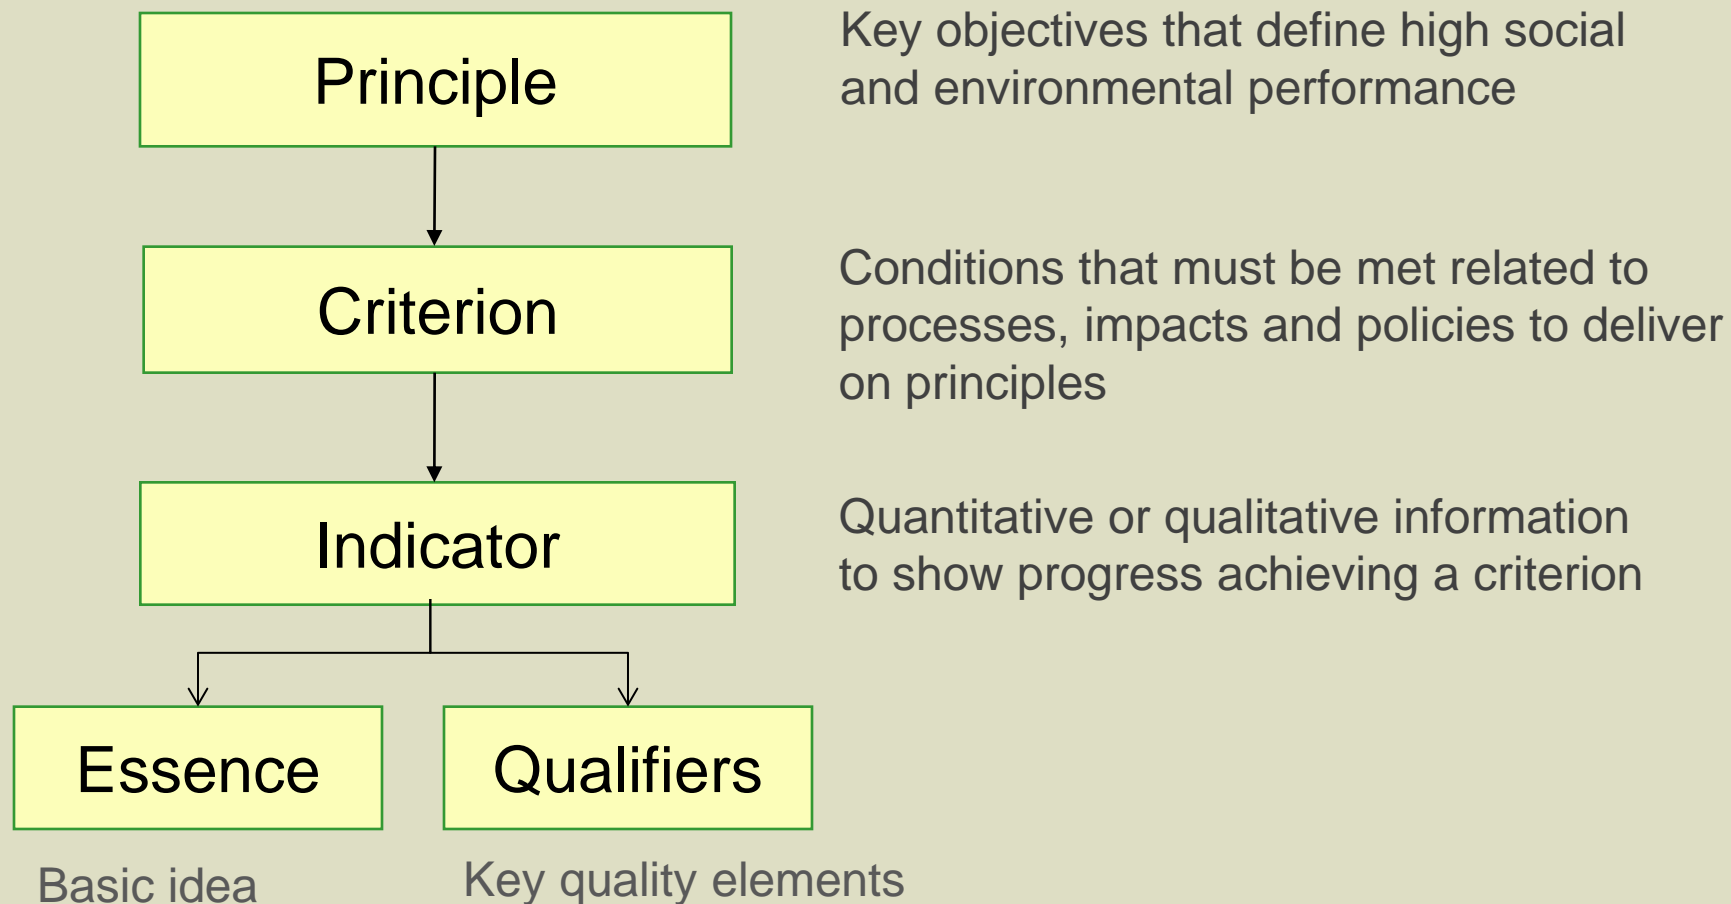 Principle
Key objectives that define high social
and environmental performance
Criterion
Conditions that must be met related to
processes, impacts and policies to deliver
on principles
Indicator
Quantitative or qualitative information
to show progress achieving a criterion
Essence
Qualifiers
Basic idea
Key quality elements